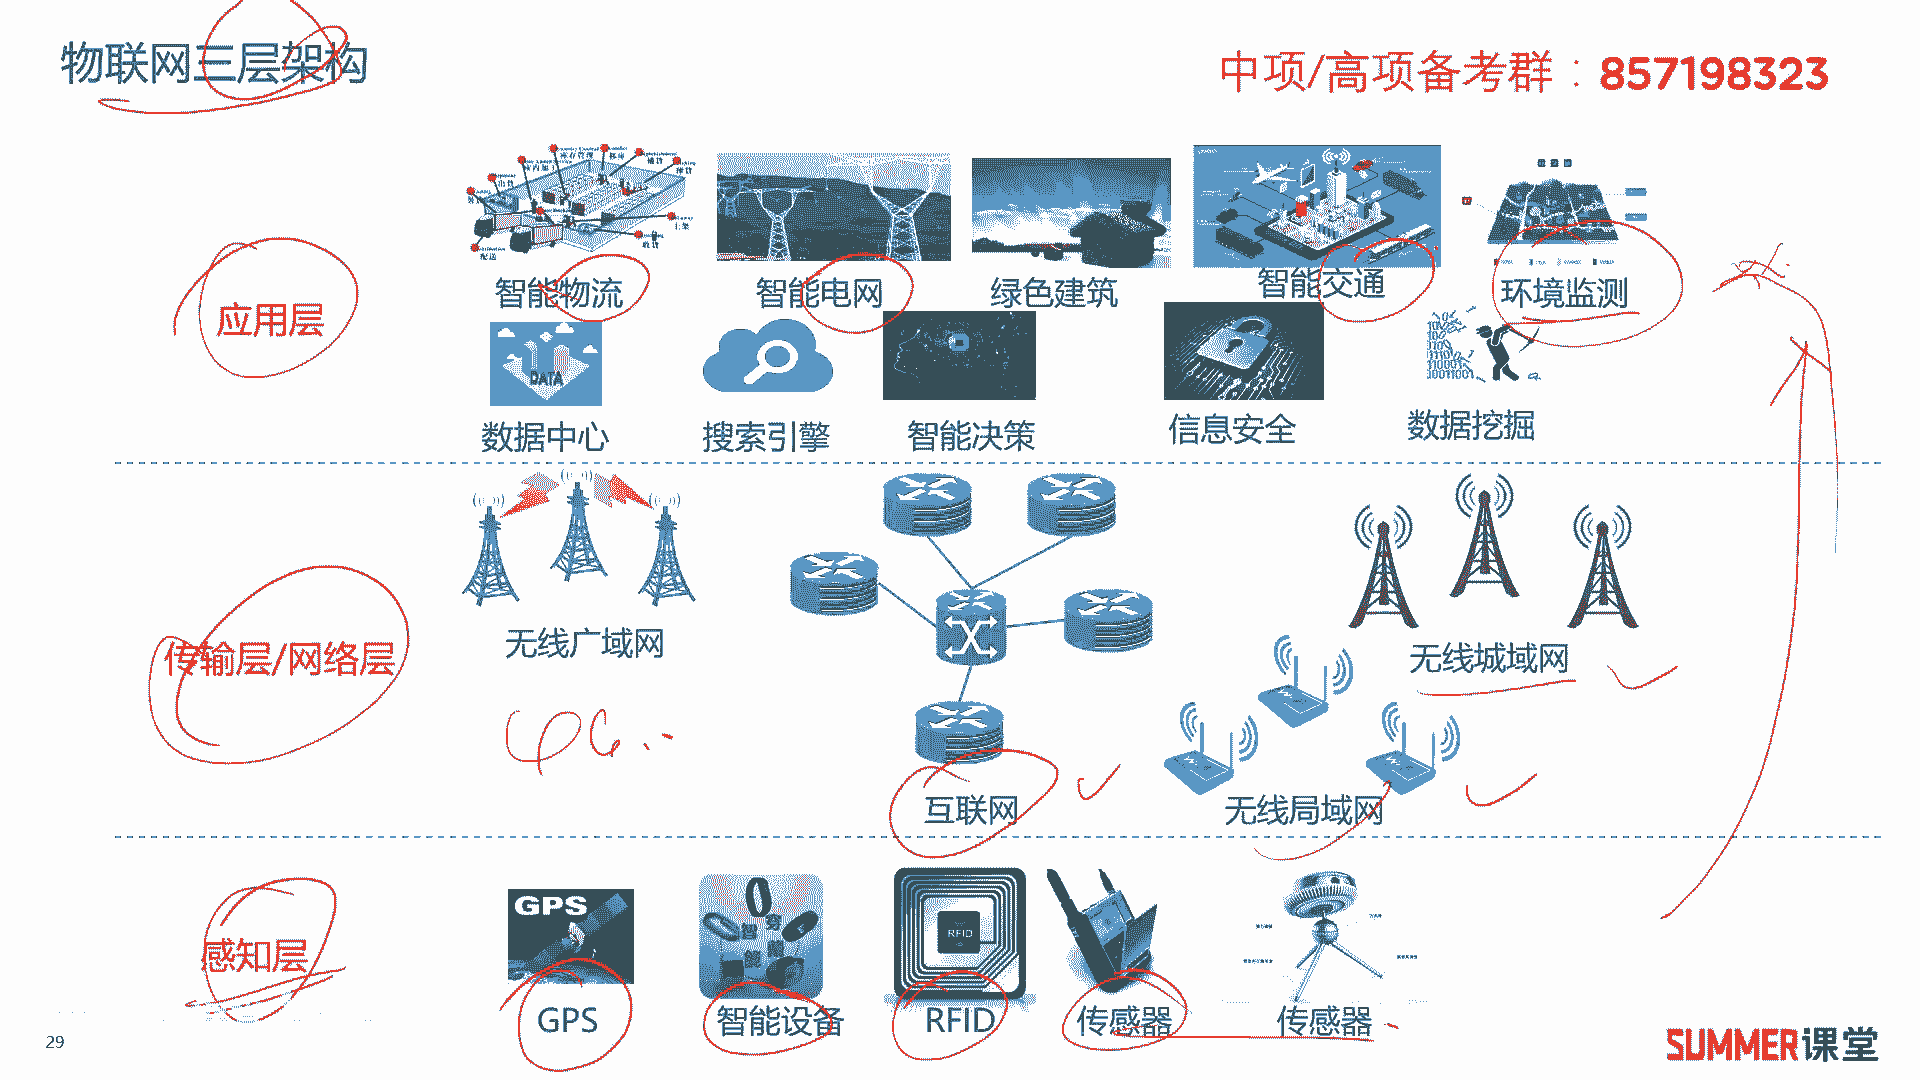 物联网三层架构
中项/高项备考群：857198323
应用层
智能物流
智能电网
绿色建筑
智能交通
环境监测
DATA
数据中心
搜索引擎
智能决策
信息安全
数据挖掘
传输层/网络层
无线广域网
互联网
无线局域网
无线城域网
感知层
GPS
GPS
智能设备
RFID
RFID
传感器
传感器
29
SUMMER课堂